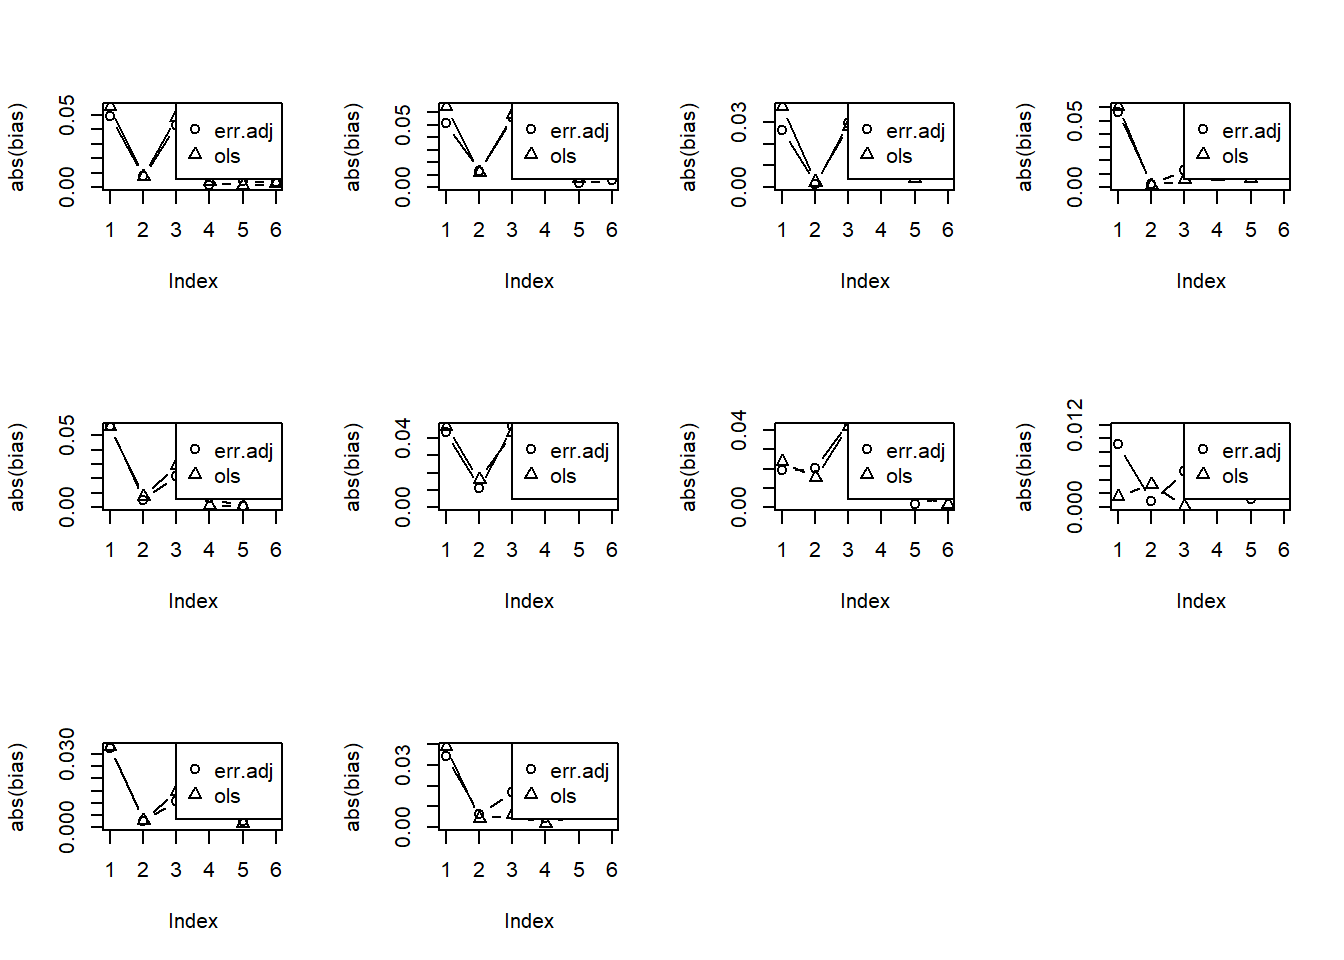 abs(bias)
0.00 0.05
err.adj
ols
1 2 3 4 5 6
Index
abs(bias)
0.00 0.05
err.adj
ols
1 2 3 4 5 6
Index
abs(bias)
0.00 0.03
err.adj
ols
1 2 3 4 5 6
Index
abs(bias)
0.00 0.05
err.adj
ols
1 2 3 4 5 6
Index
abs(bias)
0.00 0.05
err.adj
ols
1 2 3 4 5 6
Index
abs(bias)
0.00 0.04
err.adj
ols
1 2 3 4 5 6
Index
abs(bias)
0.00 0.04
err.adj
ols
1 2 3 4 5 6
Index
abs(bias)
0.000 0.012
err.adj
ols
1 2 3 4 5 6
Index
abs(bias)
0.000 0.030
err.adj
ols
1 2 3 4 5 6
Index
abs(bias)
0.00 0.03
err.adj
ols
1 2 3 4 5 6
Index